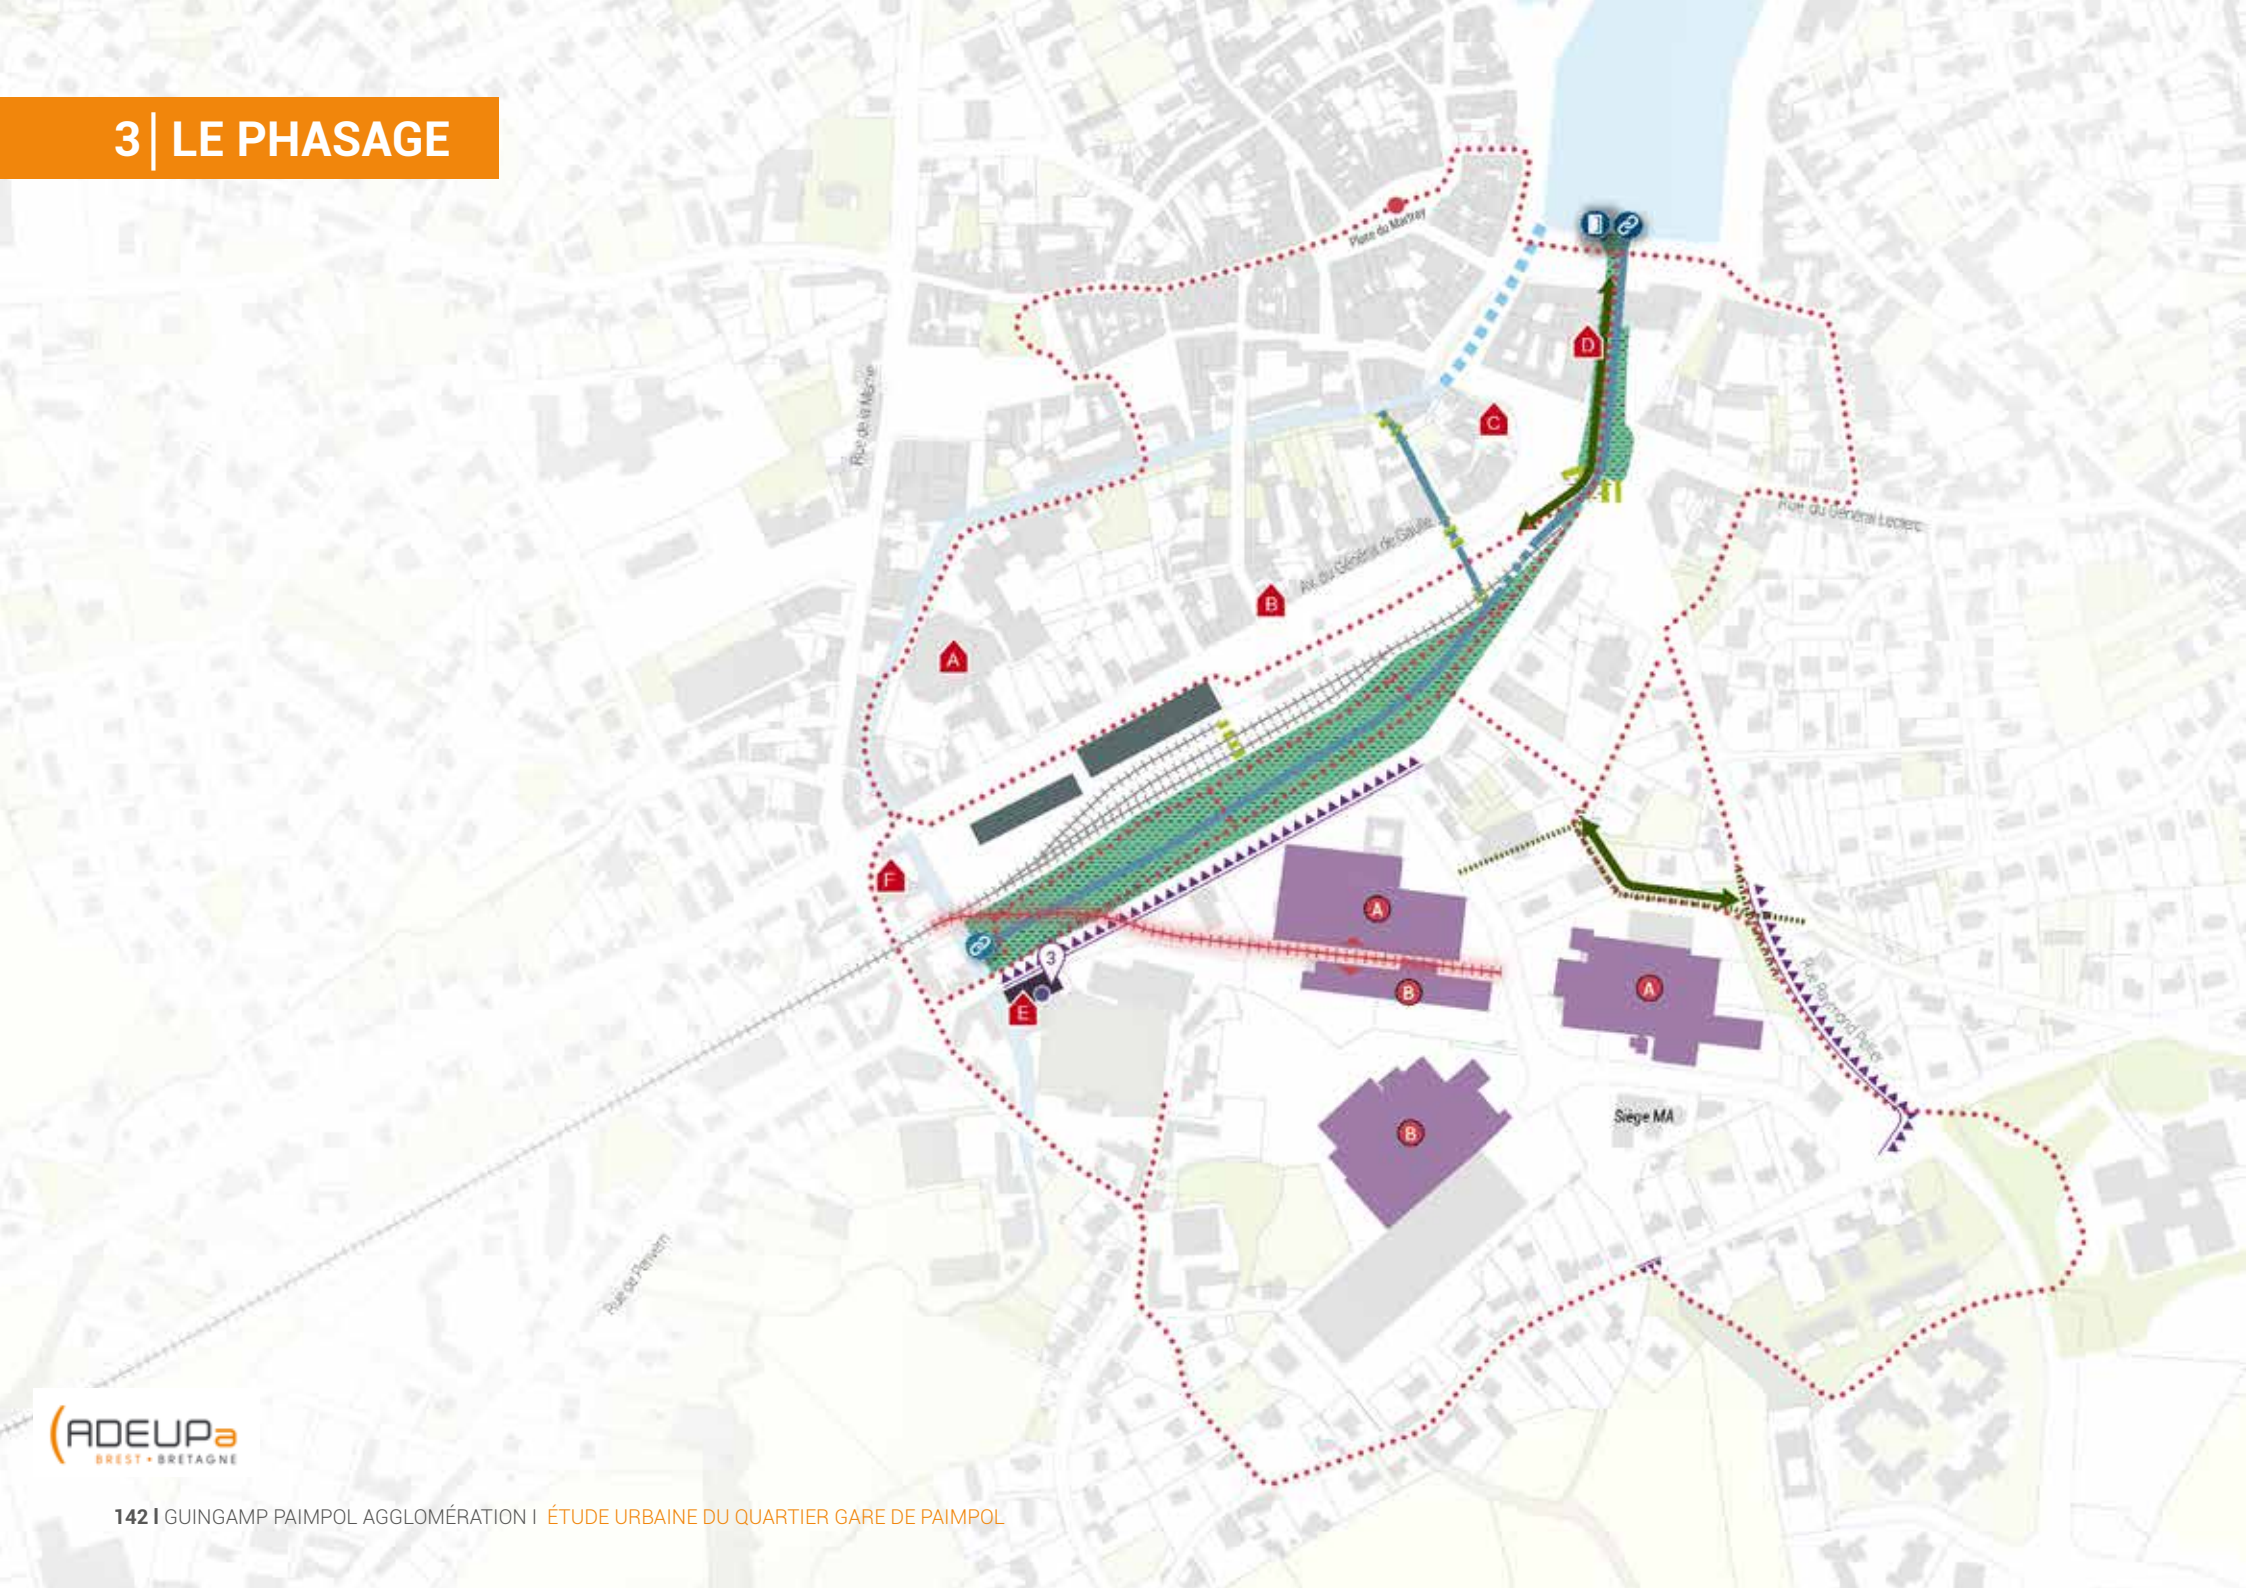 3 | LE PHASAGE
Place du Martray
D
Rue de la Marne
C
Rue du Général Leclerc
Av. du Général de Gaulle
B
A
F
A
3
B
A
E
Rue Raymond Pellier
Siège MA
B
Rue de Penvern
ADEUPa
BREST • BRETAGNE
142 I GUINGAMP PAIMPOL AGGLOMÉRATION I ÉTUDE URBAINE DU QUARTIER GARE DE PAIMPOL